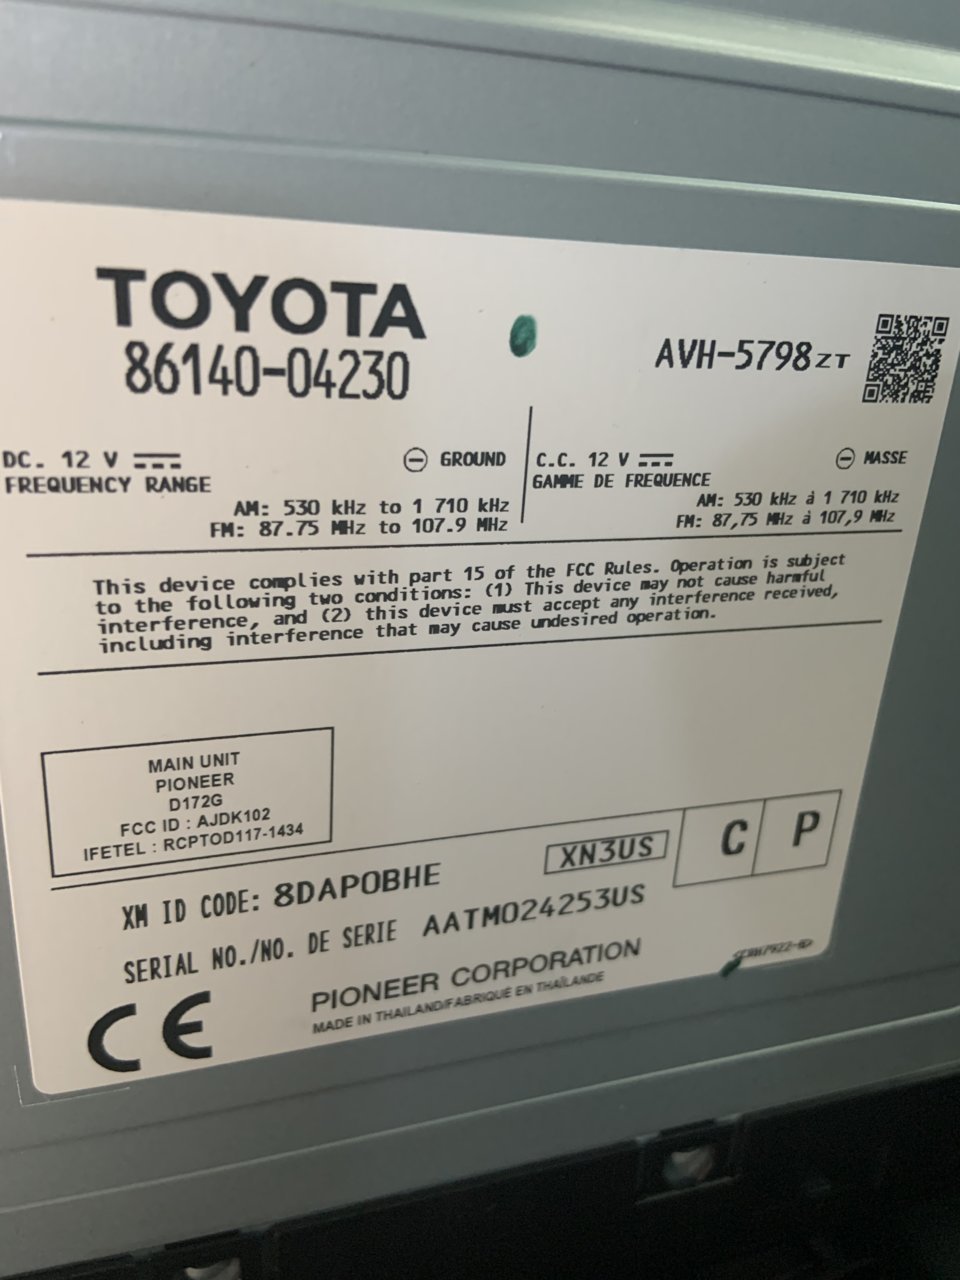 TOYOTA
86140-04230
AVH-5798ZT
DC. 12 V
GROUND
FREQUENCY RANGE
AM: 530 kHz to 1 710 kHz
FM: 87.75 MHz to 107.9 MHz
C.C. 12 V
MASSE
GAMME DE FREQUENCE
AM: 530 kHz à 1 710 kHz
FM: 87,75 MHz à 107,9 MHz
This device complies with part 15 of the FCC Rules. Operation is subject
to the following two conditions: (1) This device may not cause harmful
interference, and (2) this device must accept any interference received,
including interference that may cause undesired operation.
MAIN UNIT
PIONEER
D172G
FCC ID : AJDK102
IFETEL : RCPTOD117-1434
XN3US
C P
XM ID CODE: 8DAP0BHE
SERIAL NO./NO. DE SERIE AATM024253US
PIONEER CORPORATION
MADE IN THAILAND/FABRIQUÉ EN THAÏLANDE
CE